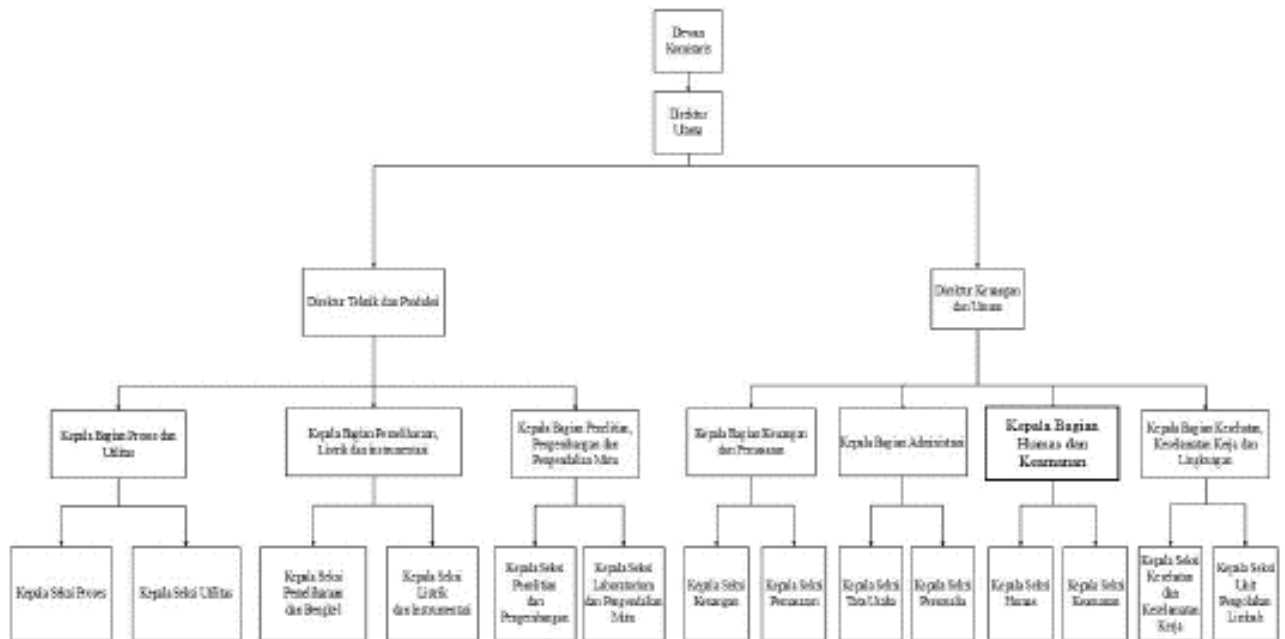 Dewan
Komisaris
Direktur
Utama
Direktur Teknik dan Produksi
Direktur Keuangan
dan Umum
Kepala Bagian Proses dan
Utilitas
Kepala Bagian Pemeliharaan,
Listrik dan instrumentasi
Kepala Bagian Penelitian,
Pengembangan dan
Pengendalian Mutu
Kepala Bagian Keuangan
dan Pemasaran
Kepala Bagian Administrasi
Kepala Bagian
Humas dan
Keamanan
Kepala Bagian Kesehatan,
Keselamatan Kerja dan
Lingkungan
Kepala Seksi Proses
Kepala Seksi Utilitas
Kepala Seksi
Pemeliharaan
dan Bengkel
Kepala Seksi
Listrik
dan Instrumentasi
Kepala Seksi
Penelitian
dan
Pengembangan
Kepala Seksi
Laboratorium
dan Pengendalian
Mutu
Kepala Seksi
Keuangan
Kepala Seksi
Pemasaran
Kepala Seksi
Tata Usaha
Kepala Seksi
Personalia
Kepala Seksi
Humas
Kepala Seksi
Keamanan
Kepala Seksi
Kesehatan
dan
Keselamatan
Kerja
Kepala Seksi
Unit
Pengolahan
Limbah